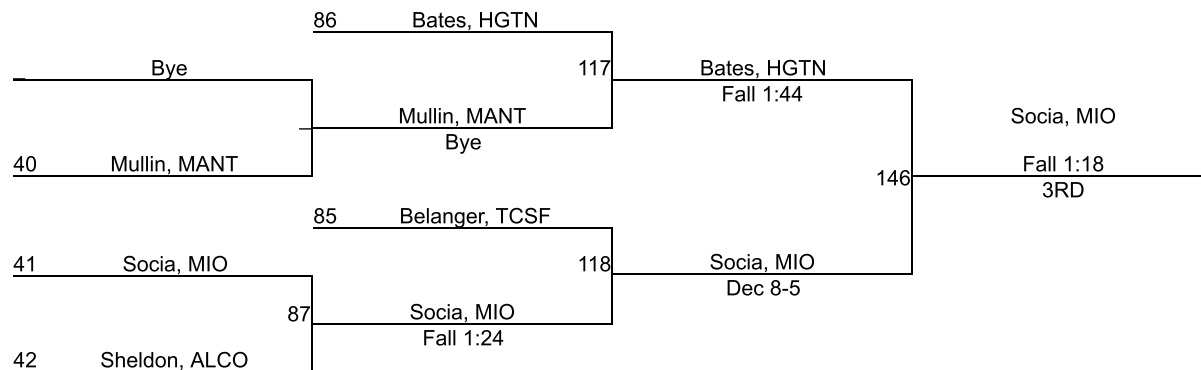 86 Bates, HGTN
Bye
117 Bates, HGTN
Fall 1:44
Mullin, MANT
Bye
Socia, MIO
40 Mullin, MANT
146 Fall 1:18
3RD
85 Belanger, TCSF
41 Socia, MIO
118 Socia, MIO
Dec 8-5
87 Socia, MIO
Fall 1:24
42 Sheldon, ALCO